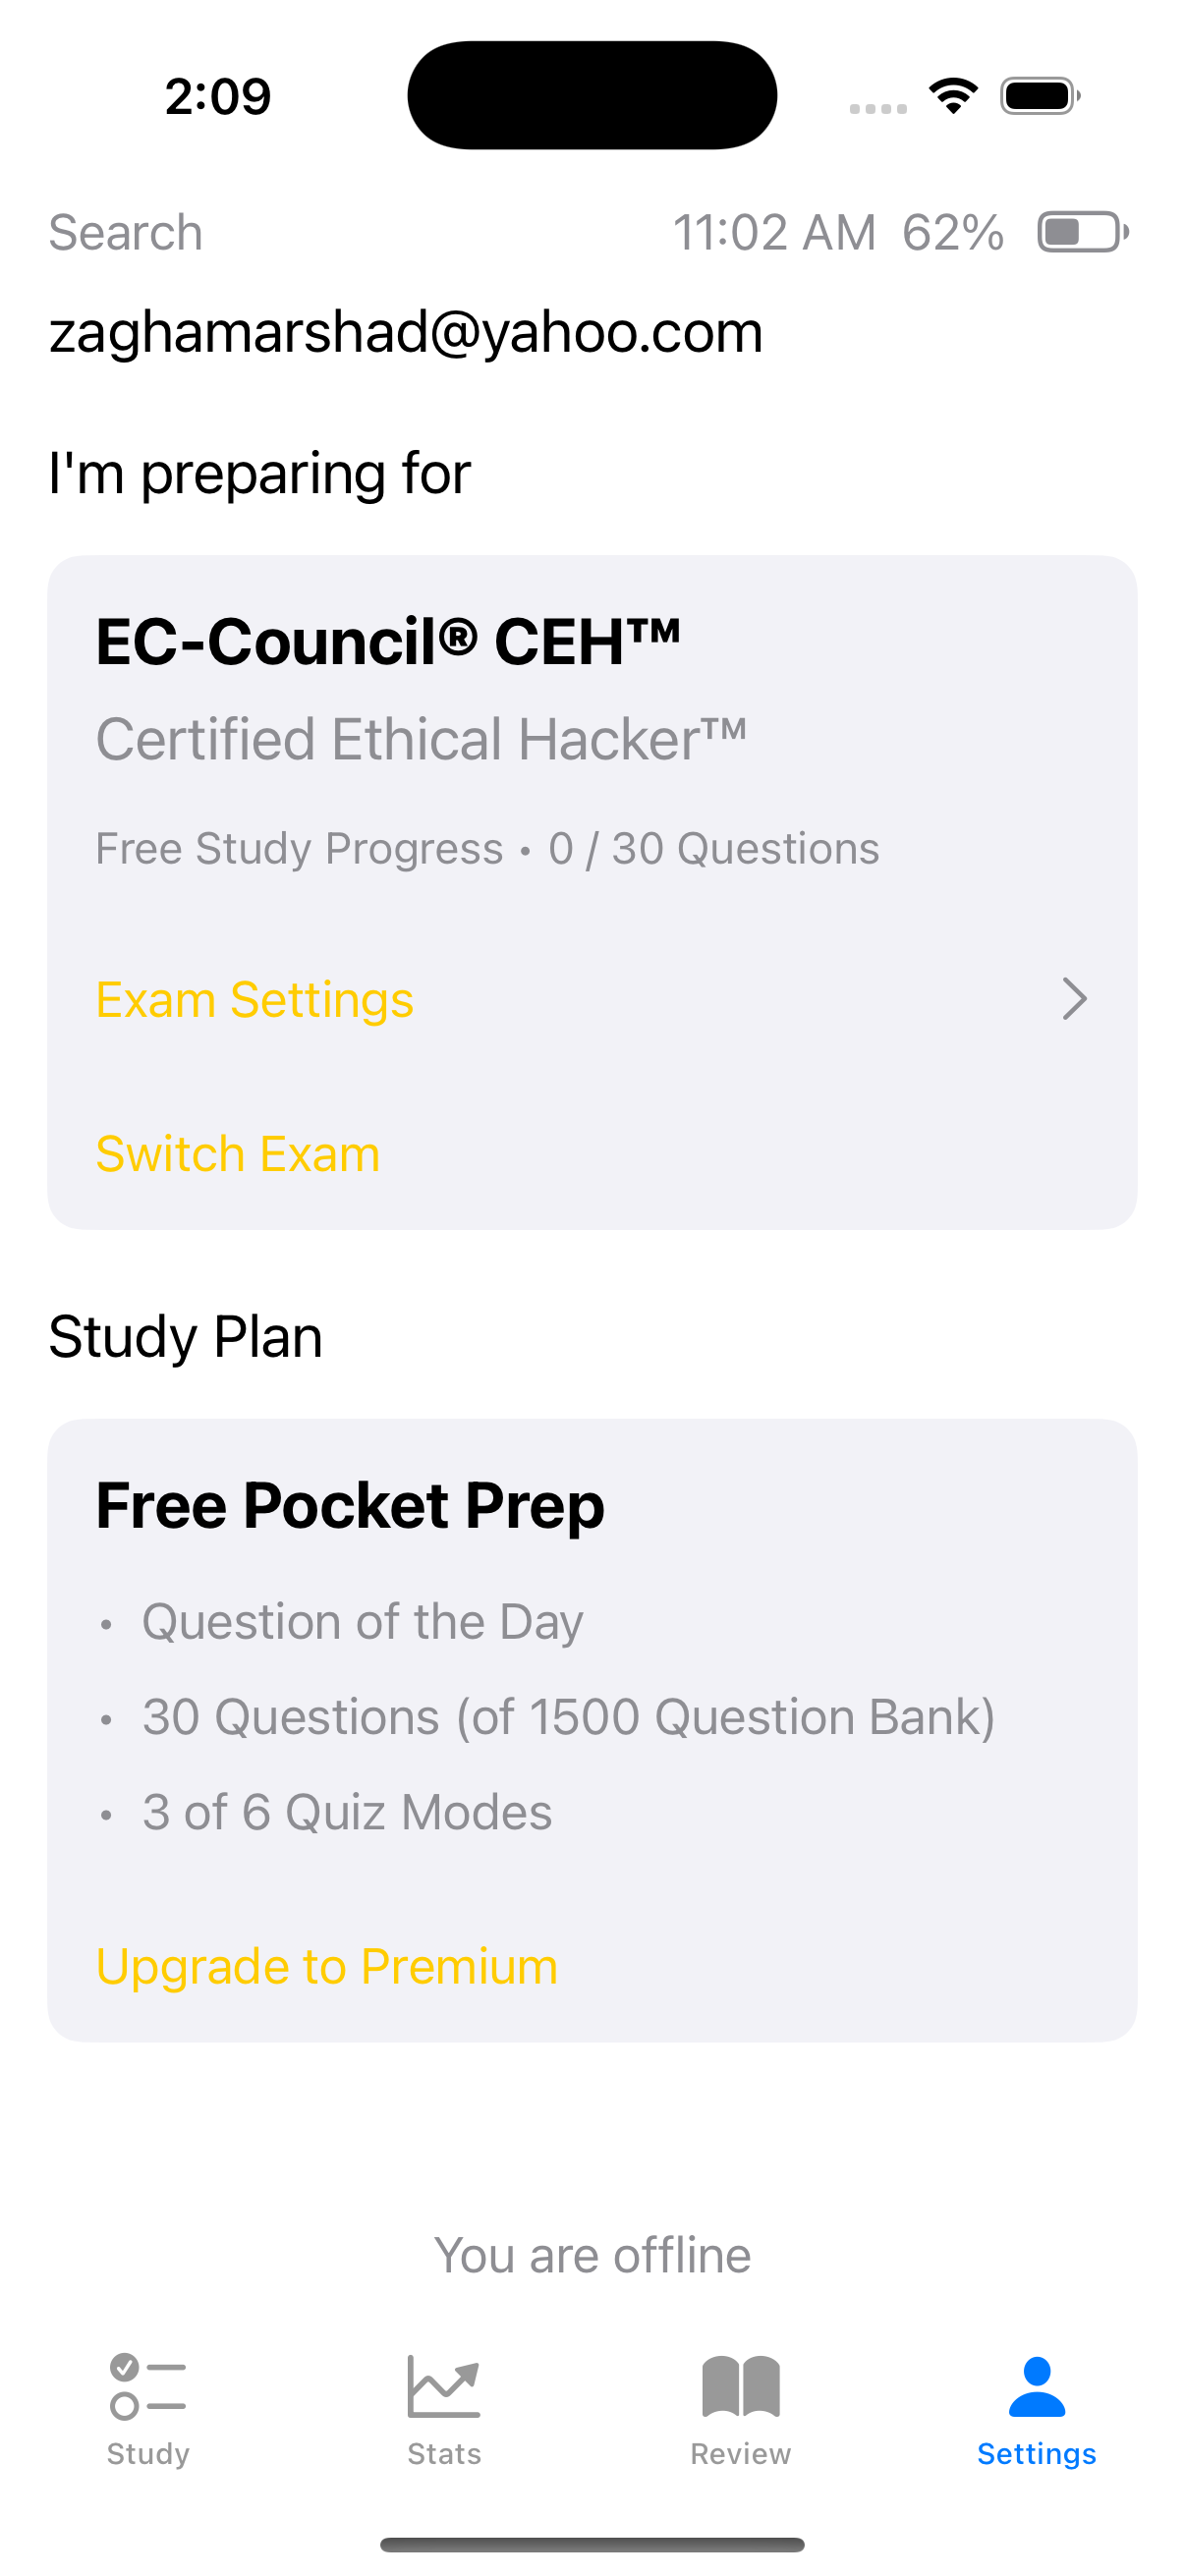 2:09
Search 11:02 AM 62%
zaghamarshad@yahoo.com
I'm preparing for
EC-Council® CEH™
Certified Ethical Hacker™
Free Study Progress • 0 / 30 Questions
Exam Settings
Switch Exam
Study Plan
Free Pocket Prep
• Question of the Day
• 30 Questions (of 1500 Question Bank)
• 3 of 6 Quiz Modes
Upgrade to Premium
You are offline
Study Stats Review Settings